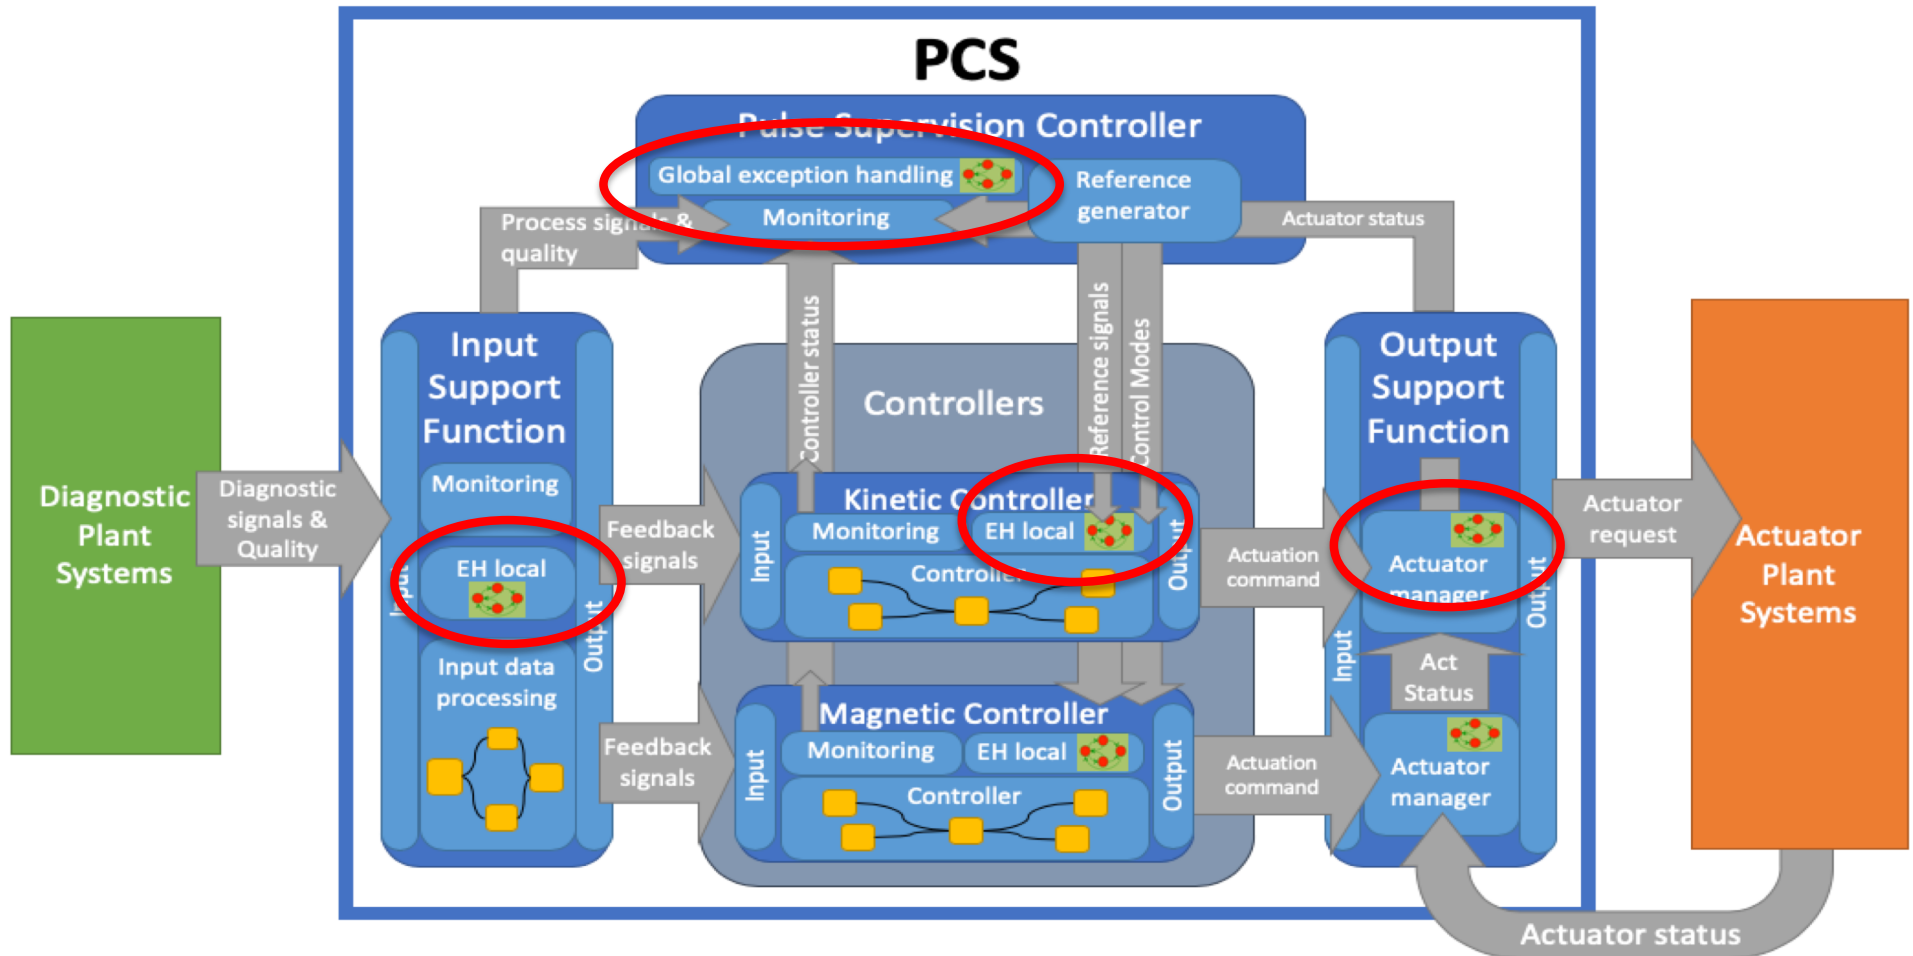 PCS
Pulse Supervision Controller
Global exception handling
Monitoring
Reference
generator
Process signals &
quality
Actuator status
Controller status
Reference signals
Control Modes
Diagnostic
Plant
Systems
Diagnostic
signals &
Quality
Input
Support
Function
Input
Monitoring
EH local
Input data
processing
Output
Feedback
signals
Feedback
signals
Controllers
Kinetic Controller
Input
Monitoring
EH local
Controller
Output
Magnetic Controller
Input
Monitoring
EH local
Controller
Output
Actuation
command
Actuation
command
Output
Support
Function
Input
Actuator
manager
Act
Status
Actuator
manager
Output
Actuator
request
Actuator
Plant
Systems
Actuator status